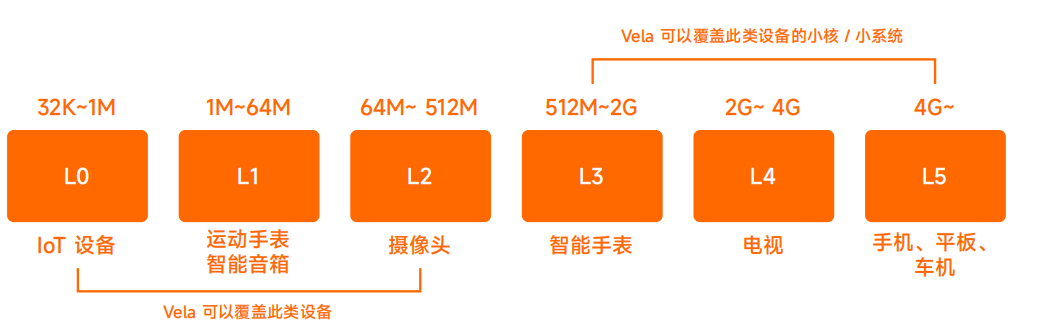 Vela 可以覆盖此类设备的小核 / 小系统
32K~1M
1M~64M
64M~ 512M
512M~2G
2G~ 4G
4G~
L0
L1
L2
L3
L4
L5
IoT 设备
运动手表
智能音箱
摄像头
智能手表
电视
手机、平板、
车机
Vela 可以覆盖此类设备